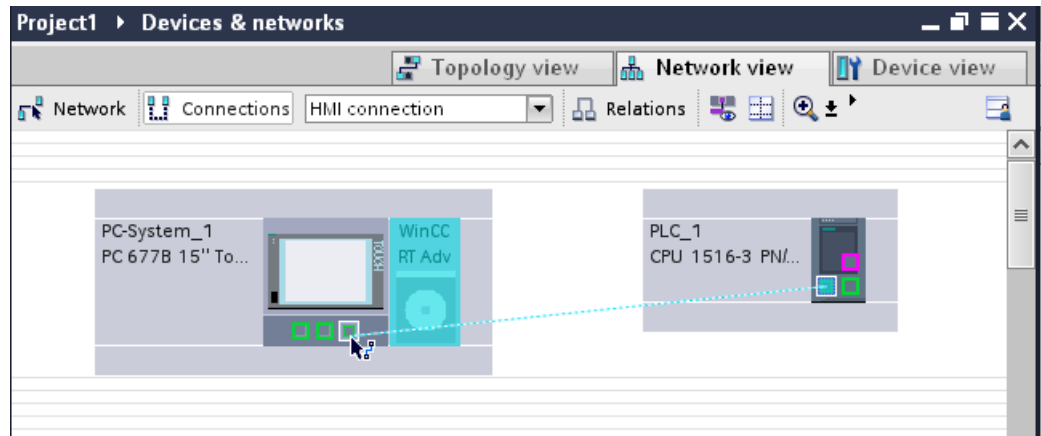 Project1 ▸ Devices & networks
Topology view Network view Device view
Network Connections HMI connection Relations
PC-System_1
PC 677B 15'' To...
TOUCH
WinCC
RT Adv
PLC_1
CPU 1516-3 PN/...